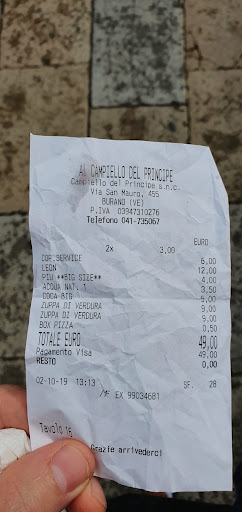 AL CAMPIELLO DEL PRINCIPE
Campiello del Principe s.n.c.
Via San Mauro, 455
BURANO (VE)
P.IVA 03947310276
Telefono 041-735067
EURO
2x 3,00
COP.SERVICE 6,00
LEON 12,00
PIU **BIG SIZE** 4,00
ACQUA NAT. 1 3,50
COCA-BIG 5,00
ZUPPA DI VERDURA 9,00
ZUPPA DI VERDURA 9,00
BOX PIZZA 0,50
TOTALE EURO 49,00
Pagamento Visa 49,00
RESTO 0,00
02-10-19 13:13 SF. 28
EX 99034681
Tavolo 16
Grazie arrivederci